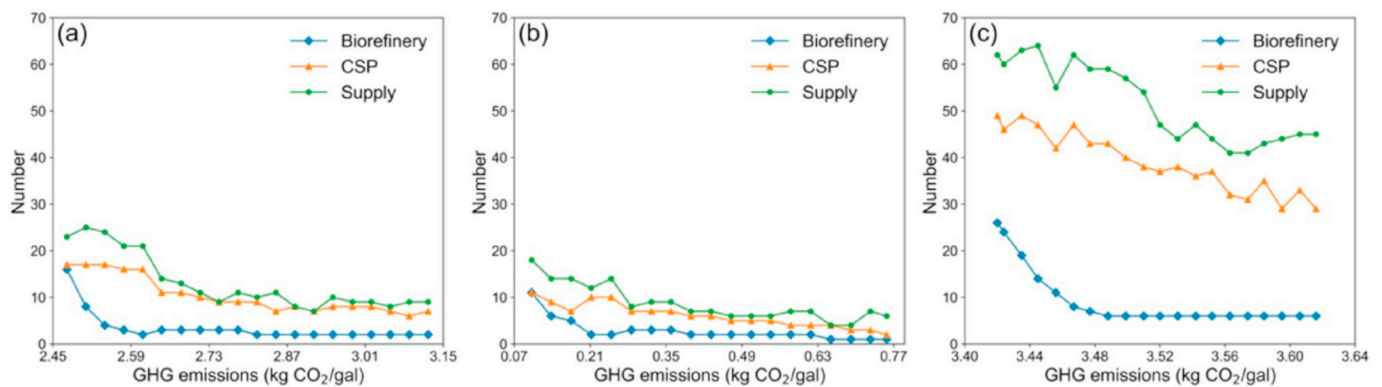 (a)
Biorefinery
CSP
Supply
Number
70
60
50
40
30
20
10
0
2.45 2.59 2.73 2.87 3.01 3.15
GHG emissions (kg CO₂/gal)
(b)
Biorefinery
CSP
Supply
Number
70
60
50
40
30
20
10
0
0.07 0.21 0.35 0.49 0.63 0.77
GHG emissions (kg CO₂/gal)
(c)
Biorefinery
CSP
Supply
Number
70
60
50
40
30
20
10
0
3.40 3.44 3.48 3.52 3.56 3.60 3.64
GHG emissions (kg CO₂/gal)